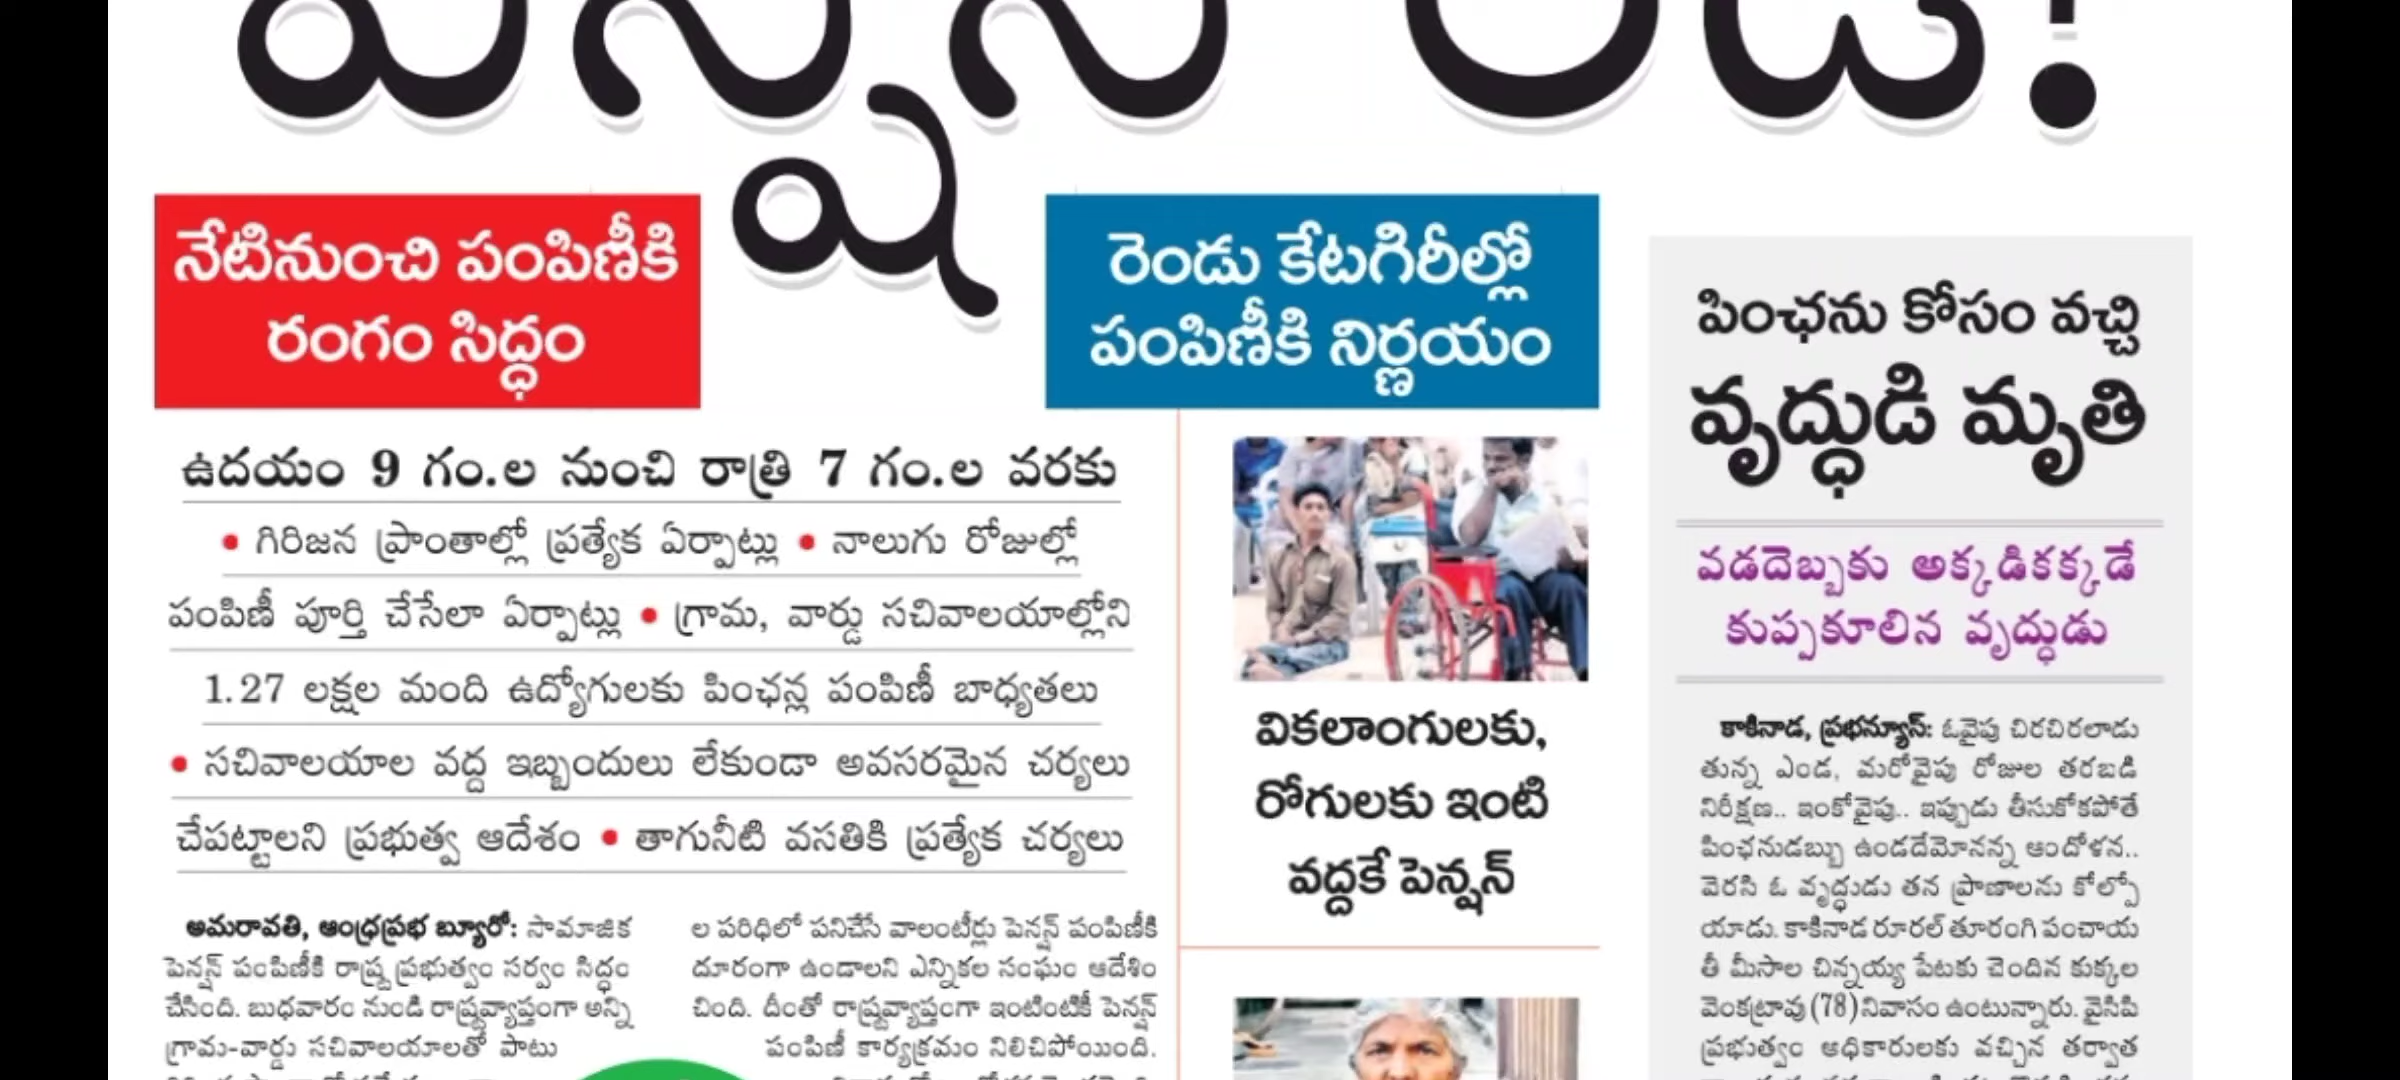 పెన్షన్ రెడీ!
నేటినుంచి పంపిణీకి
రంగం సిద్ధం
రెండు కేటగిరీల్లో
పంపిణీకి నిర్ణయం
ఉదయం 9 గం.ల నుంచి రాత్రి 7 గం.ల వరకు
• గిరిజన ప్రాంతాల్లో ప్రత్యేక ఏర్పాట్లు • నాలుగు రోజుల్లో
పంపిణీ పూర్తి చేసేలా ఏర్పాట్లు • గ్రామ, వార్డు సచివాలయాల్లోని
1.27 లక్షల మంది ఉద్యోగులకు పింఛన్ల పంపిణీ బాధ్యతలు
• సచివాలయాల వద్ద ఇబ్బందులు లేకుండా అవసరమైన చర్యలు
చేపట్టాలని ప్రభుత్వ ఆదేశం • తాగునీటి వసతికి ప్రత్యేక చర్యలు
అమరావతి, ఆంధ్రప్రభ బ్యూరో: సామాజిక
పెన్షన్ పంపిణీకి రాష్ట్ర ప్రభుత్వం సర్వం సిద్ధం
చేసింది. బుధవారం నుండి రాష్ట్రవ్యాప్తంగా అన్ని
గ్రామ-వార్డు సచివాలయాలతో పాటు
ల పరిధిలో పనిచేసే వాలంటీర్లు పెన్షన్ పంపిణీకి
దూరంగా ఉండాలని ఎన్నికల సంఘం ఆదేశిం
చింది. దీంతో రాష్ట్రవ్యాప్తంగా ఇంటింటికీ పెన్షన్
పంపిణీ కార్యక్రమం నిలిచిపోయింది.
వికలాంగులకు,
రోగులకు ఇంటి
వద్దకే పెన్షన్
పింఛను కోసం వచ్చి
వృద్ధుడి మృతి
వడదెబ్బకు అక్కడికక్కడే
కుప్పకూలిన వృద్ధుడు
కాకినాడ, ప్రభన్యూస్: ఓవైపు చిరచిరలాడు
తున్న ఎండ, మరోవైపు రోజుల తరబడి
నిరీక్షణ.. ఇంకోవైపు.. ఇప్పుడు తీసుకోకపోతే
పింఛనుడబ్బు ఉండదేమోనన్న ఆందోళన..
వెరసి ఓ వృద్ధుడు తన ప్రాణాలను కోల్పో
యాడు. కాకినాడ రూరల్ తూరంగి పంచాయ
తీ మీసాల చిన్నయ్య పేటకు చెందిన కుక్కల
వెంకట్రావు (78) నివాసం ఉంటున్నారు. వైసిపి
ప్రభుత్వం అధికారులకు వచ్చిన తర్వాత